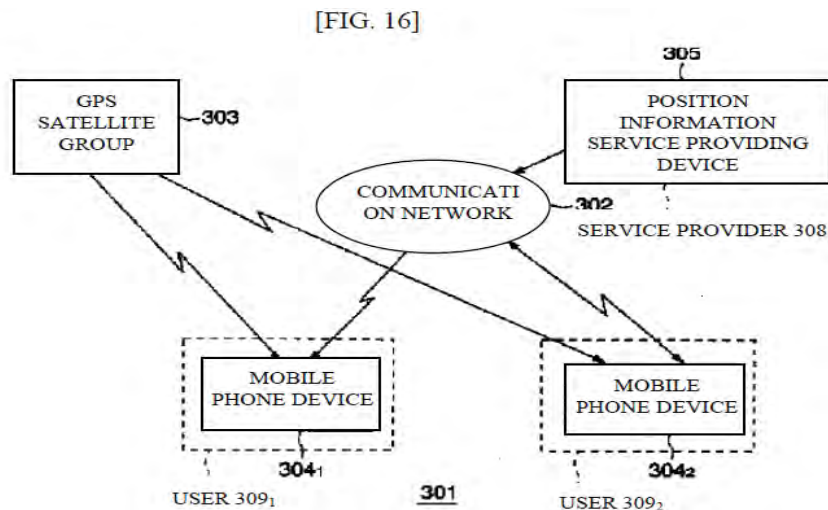 [FIG. 16]
305
GPS
SATELLITE
GROUP
303
POSITION
INFORMATION
SERVICE PROVIDING
DEVICE
COMMUNICATI
ON NETWORK
302
SERVICE PROVIDER 308
MOBILE
PHONE DEVICE
MOBILE
PHONE DEVICE
304₁
304₂
USER 309₁
301
USER 309₂